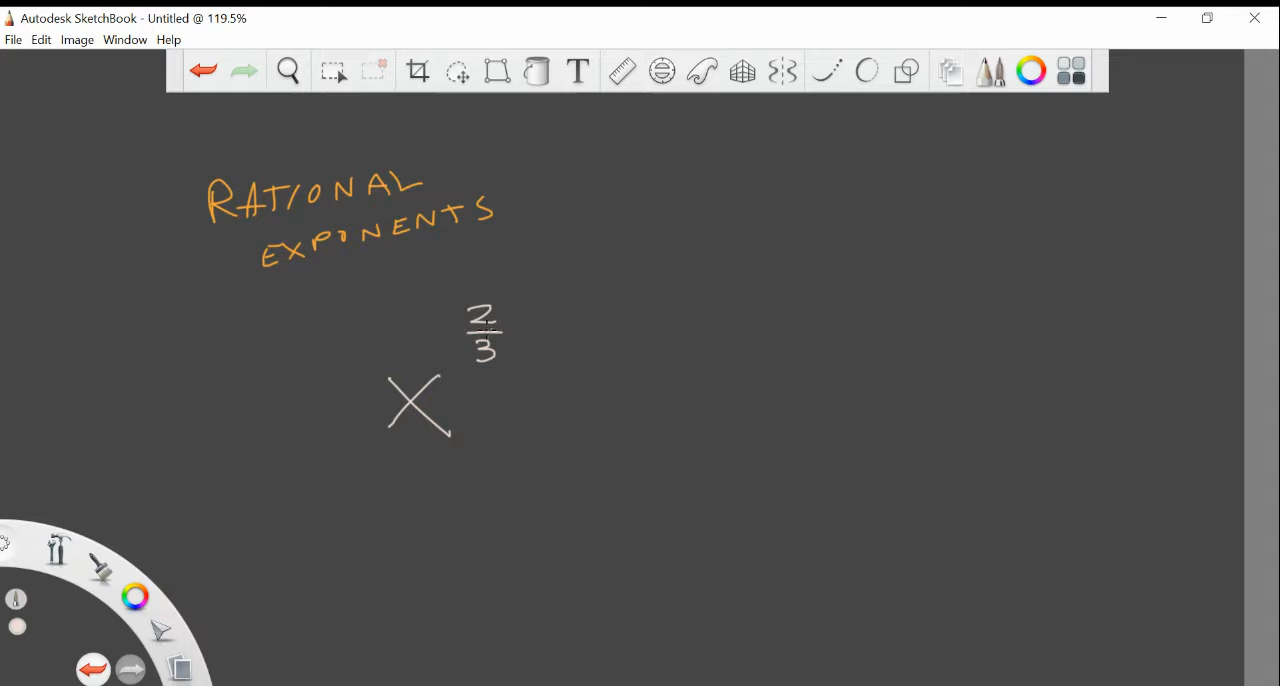 Autodesk SketchBook - Untitled @ 119.5%
File Edit Image Window Help
T
RATIONAL
EXPONENTS
2
3
X